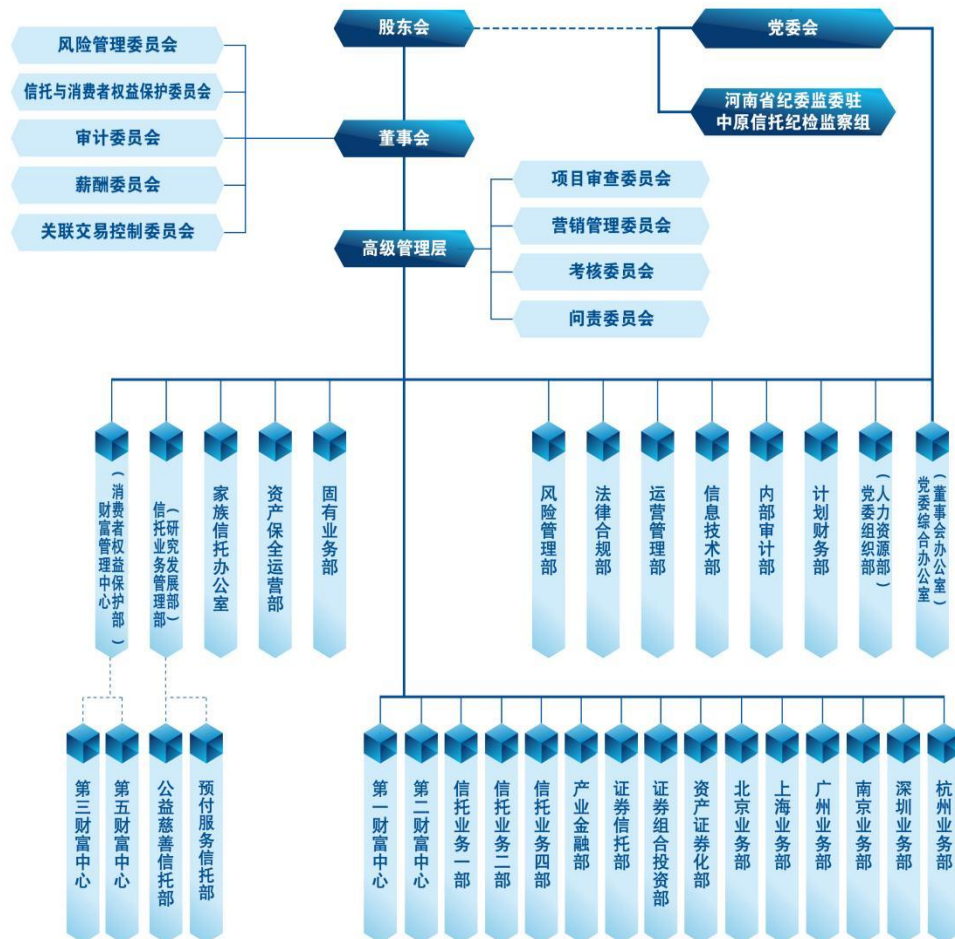 股东会
党委会
河南省纪委监委驻
中原信托纪检监察组
风险管理委员会
信托与消费者权益保护委员会
审计委员会
薪酬委员会
关联交易控制委员会
董事会
高级管理层
项目审查委员会
营销管理委员会
考核委员会
问责委员会
财富管理中心
(消费者权益保护部)
信托业务管理部
(研究发展部)
家族信托办公室
资产保全运营部
固有业务部
风险管理部
法律合规部
运营管理部
信息技术部
内部审计部
计划财务部
党委组织部
(人力资源部)
党委综合办公室
(董事会办公室)
第三财富中心
第五财富中心
公益慈善信托部
预付服务信托部
第一财富中心
第二财富中心
信托业务一部
信托业务二部
信托业务四部
产业金融部
证券信托部
证券组合投资部
资产证券化部
北京业务部
上海业务部
广州业务部
南京业务部
深圳业务部
杭州业务部